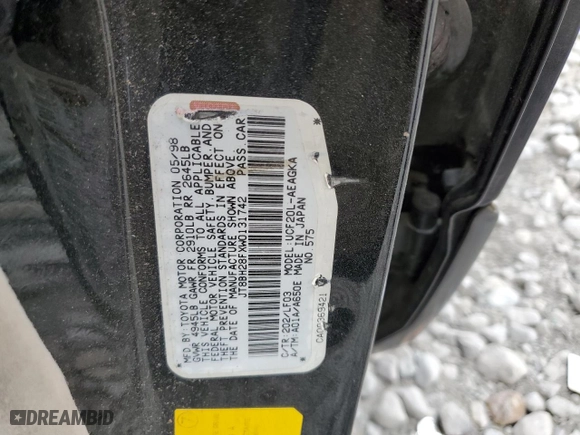 MFD BY: TOYOTA MOTOR CORPORATION 05/98
GVWR 4945LB GAWR FR 2910LB RR 2645LB
THIS VEHICLE CONFORMS TO ALL APPLICABLE
FEDERAL MOTOR VEHICLE SAFETY, BUMPER, AND
THEFT PREVENTION STANDARDS IN EFFECT ON
THE DATE OF MANUFACTURE SHOWN ABOVE.
JT8BH28FXW0131742 PASS CAR
C/TR: 202/LF03 MODEL: UCF20L-AEAGKA
A/TM: A01A/A650E MADE IN JAPAN
NO 575
CA0P369421
DREAMBID